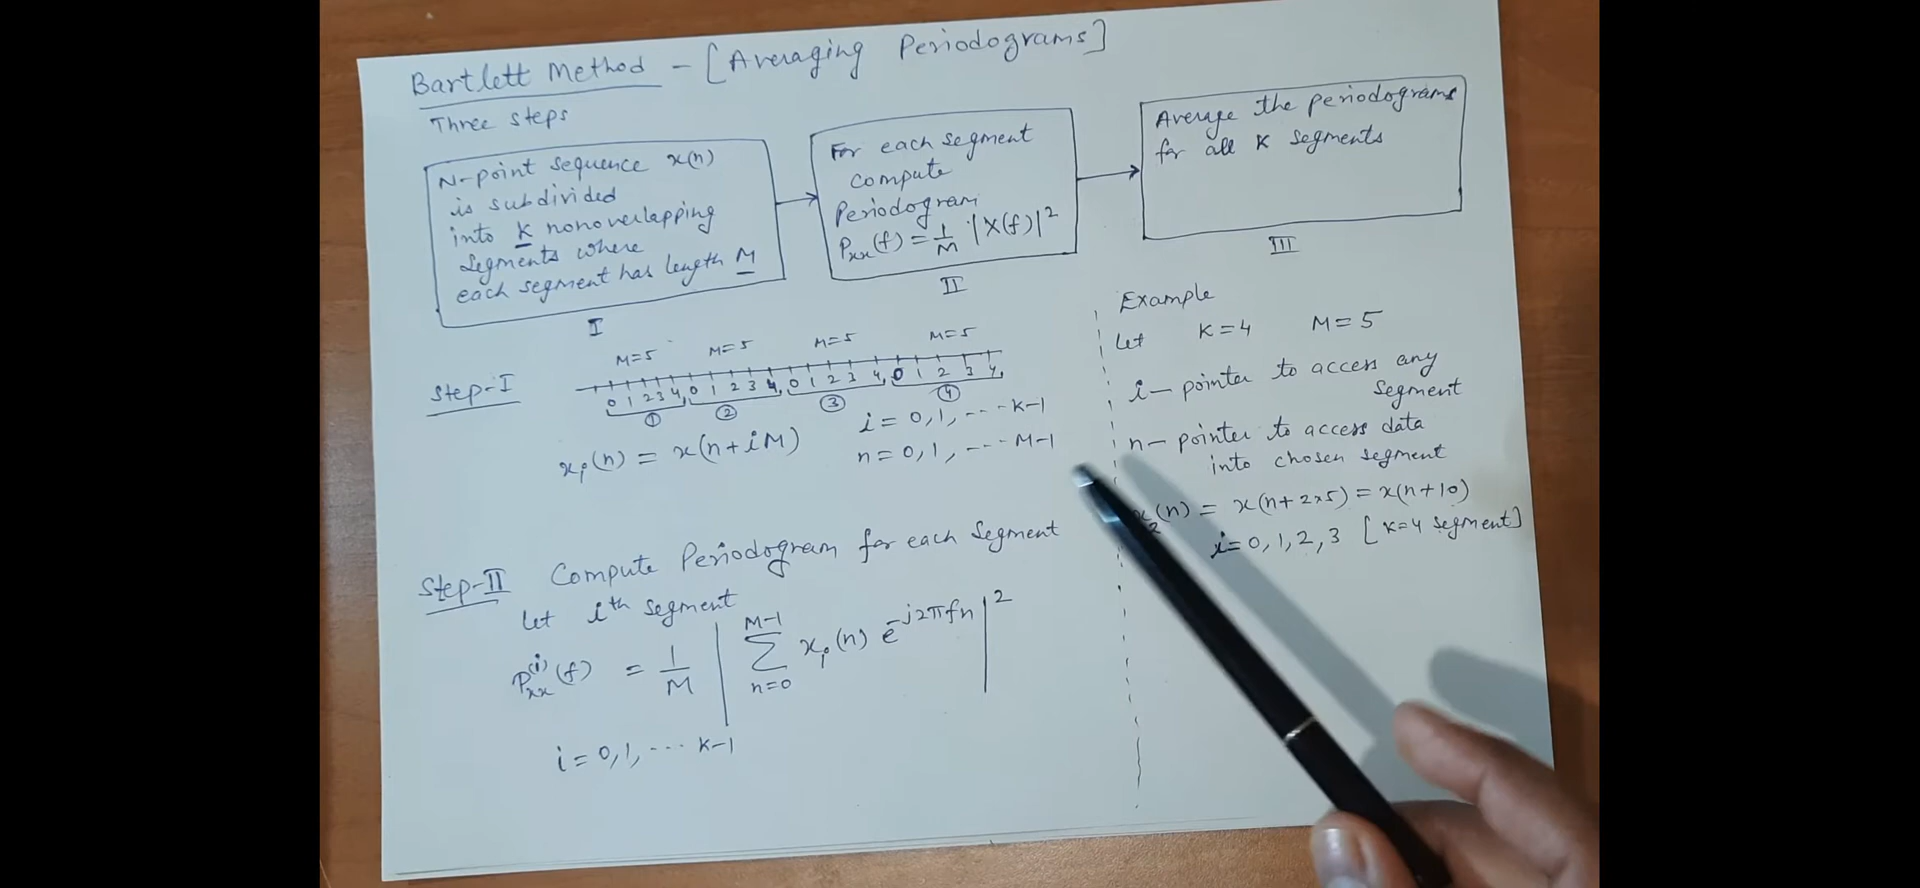 Bartlett Method - [Averaging Periodograms]
Three steps
N-point sequence x(n)
is subdivided
into K nonoverlapping
segments where
each segment has length M
I
For each segment
compute
Periodogram
Pxx(f) = 1/M · |X(f)|²
II
Average the periodograms
for all K segments
III
M=5 M=5 M=5 M=5
Step-I
0 1 2 3 4, 0 1 2 3 4, 0 1 2 3 4, 0 1 2 3 4,
① ② ③ ④
xᵢ(n) = x(n+iM)
i = 0, 1, ---- K-1
n = 0, 1, ---- M-1
Step-II Compute Periodogram for each Segment
Let iᵗʰ segment
Pxx⁽ⁱ⁾(f) = 1/M | Σ_{n=0}^{M-1} xᵢ(n) e^{-j2πfn} |²
i = 0, 1, ---- K-1
Example
Let K=4 M=5
i - pointer to access any
segment
n - pointer to access data
into chosen segment
x₂(n) = x(n+2×5) = x(n+10)
i=0, 1, 2, 3 [K=4 segment]